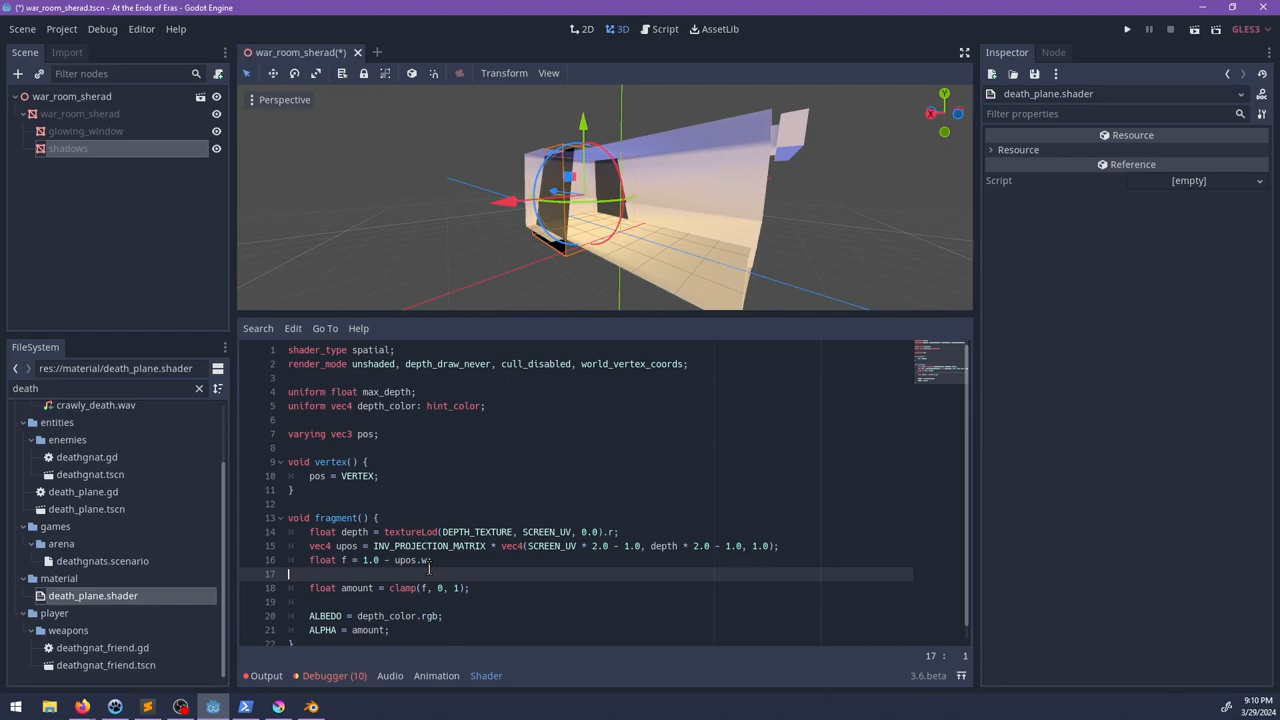 (*) war_room_sherad.tscn - At the Ends of Eras - Godot Engine
Scene Project Debug Editor Help
2D 3D Script AssetLib
GLES3
Scene Import
Filter nodes
war_room_sherad
war_room_sherad
glowing_window
shadows
war_room_sherad(*)
Transform View
Perspective
Y
X
Inspector Node
death_plane.shader
Filter properties
Resource
Resource
Reference
Script [empty]
FileSystem
res://material/death_plane.shader
death
crawly_death.wav
entities
enemies
deathgnat.gd
deathgnat.tscn
death_plane.gd
death_plane.tscn
games
arena
deathgnats.scenario
material
death_plane.shader
player
weapons
deathgnat_friend.gd
deathgnat_friend.tscn
Search Edit Go To Help
1 shader_type spatial;
2 render_mode unshaded, depth_draw_never, cull_disabled, world_vertex_coords;
3
4 uniform float max_depth;
5 uniform vec4 depth_color: hint_color;
6
7 varying vec3 pos;
8
9 void vertex() {
10 pos = VERTEX;
11 }
12
13 void fragment() {
14 float depth = textureLod(DEPTH_TEXTURE, SCREEN_UV, 0.0).r;
15 vec4 upos = INV_PROJECTION_MATRIX * vec4(SCREEN_UV * 2.0 - 1.0, depth * 2.0 - 1.0, 1.0);
16 float f = 1.0 - upos.w;
17
18 float amount = clamp(f, 0, 1);
19
20 ALBEDO = depth_color.rgb;
21 ALPHA = amount;
22 }
17 : 1
Output Debugger (10) Audio Animation Shader
3.6.beta
9:10 PM
3/29/2024